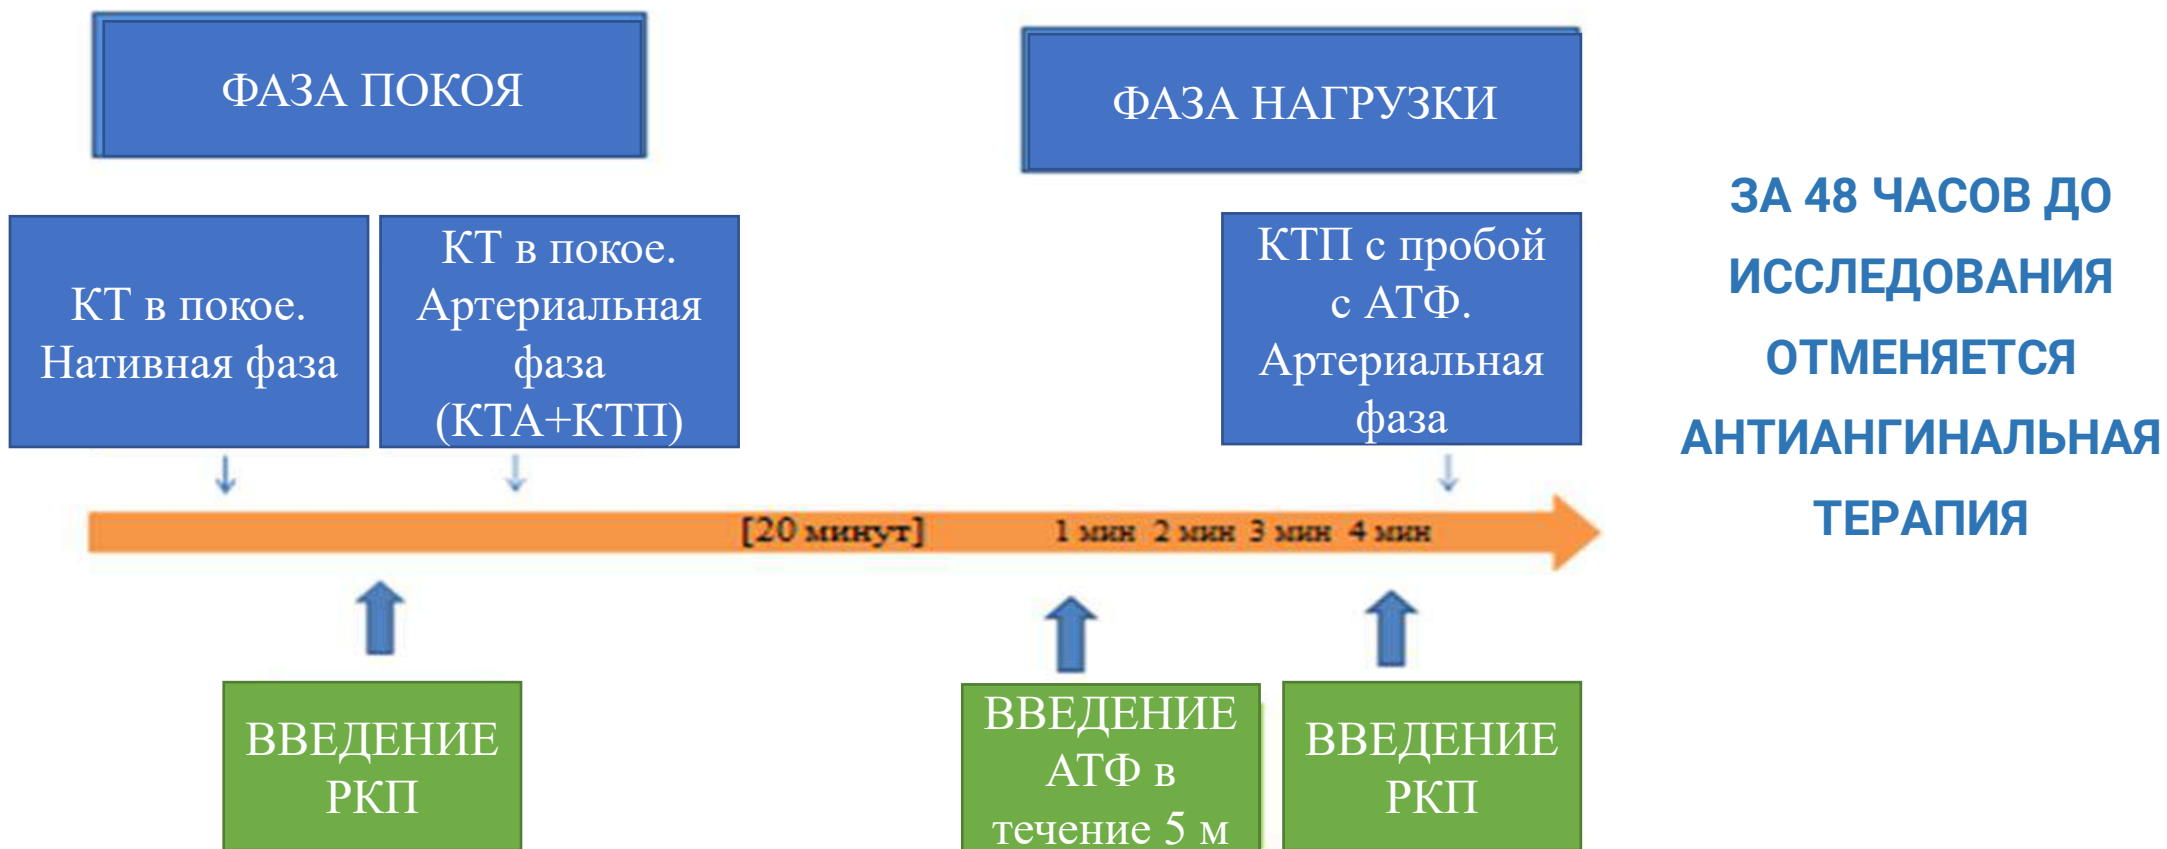 ФАЗА ПОКОЯ
ФАЗА НАГРУЗКИ
КТ в покое.
Нативная фаза
КТ в покое.
Артериальная
фаза
(КТА+КТП)
КТП с пробой
с АТФ.
Артериальная
фаза
ЗА 48 ЧАСОВ ДО
ИССЛЕДОВАНИЯ
ОТМЕНЯЕТСЯ
АНТИАНГИНАЛЬНАЯ
ТЕРАПИЯ
[20 минут] 1 мин 2 мин 3 мин 4 мин
ВВЕДЕНИЕ
РКП
ВВЕДЕНИЕ
АТФ в
течение 5 м
ВВЕДЕНИЕ
РКП